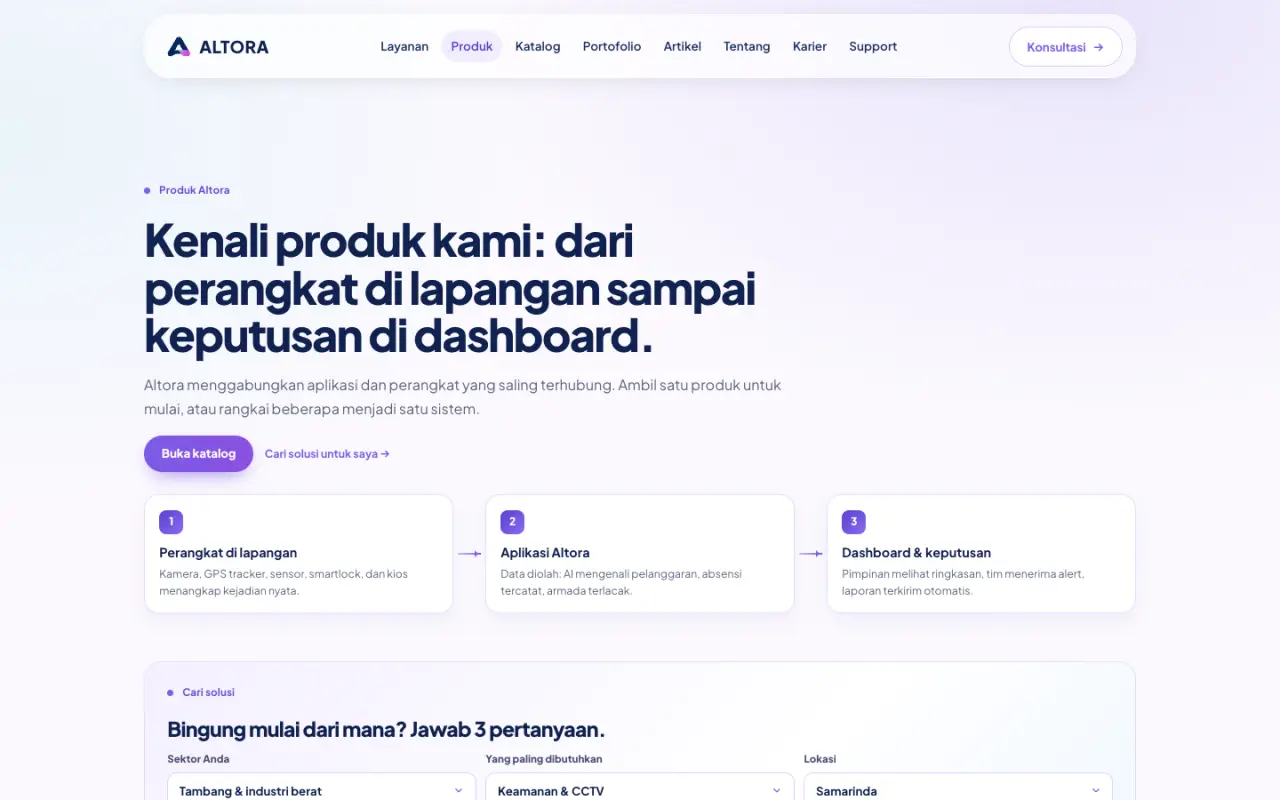 ALTORA
Layanan
Produk
Katalog
Portofolio
Artikel
Tentang
Karier
Support
Konsultasi →
Produk Altora
Kenali produk kami: dari
perangkat di lapangan sampai
keputusan di dashboard.
Altora menggabungkan aplikasi dan perangkat yang saling terhubung. Ambil satu produk untuk
mulai, atau rangkai beberapa menjadi satu sistem.
Buka katalog
Cari solusi untuk saya →
1
Perangkat di lapangan
Kamera, GPS tracker, sensor, smartlock, dan kios
menangkap kejadian nyata.
2
Aplikasi Altora
Data diolah: AI mengenali pelanggaran, absensi
tercatat, armada terlacak.
3
Dashboard & keputusan
Pimpinan melihat ringkasan, tim menerima alert,
laporan terkirim otomatis.
Cari solusi
Bingung mulai dari mana? Jawab 3 pertanyaan.
Sektor Anda
Tambang & industri berat
Yang paling dibutuhkan
Keamanan & CCTV
Lokasi
Samarinda